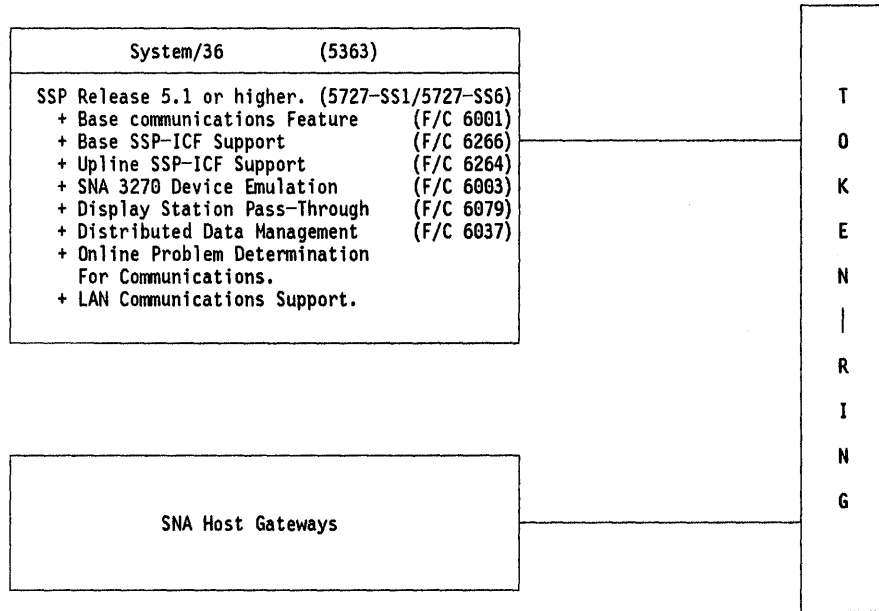 System/36 (5363)
SSP Release 5.1 or higher. (5727-SS1/5727-SS6)
+ Base communications Feature (F/C 6001)
+ Base SSP-ICF Support (F/C 6266)
+ Upline SSP-ICF Support (F/C 6264)
+ SNA 3270 Device Emulation (F/C 6003)
+ Display Station Pass-Through (F/C 6079)
+ Distributed Data Management (F/C 6037)
+ Online Problem Determination
For Communications.
+ LAN Communications Support.
SNA Host Gateways
T
O
K
E
N
|
R
I
N
G